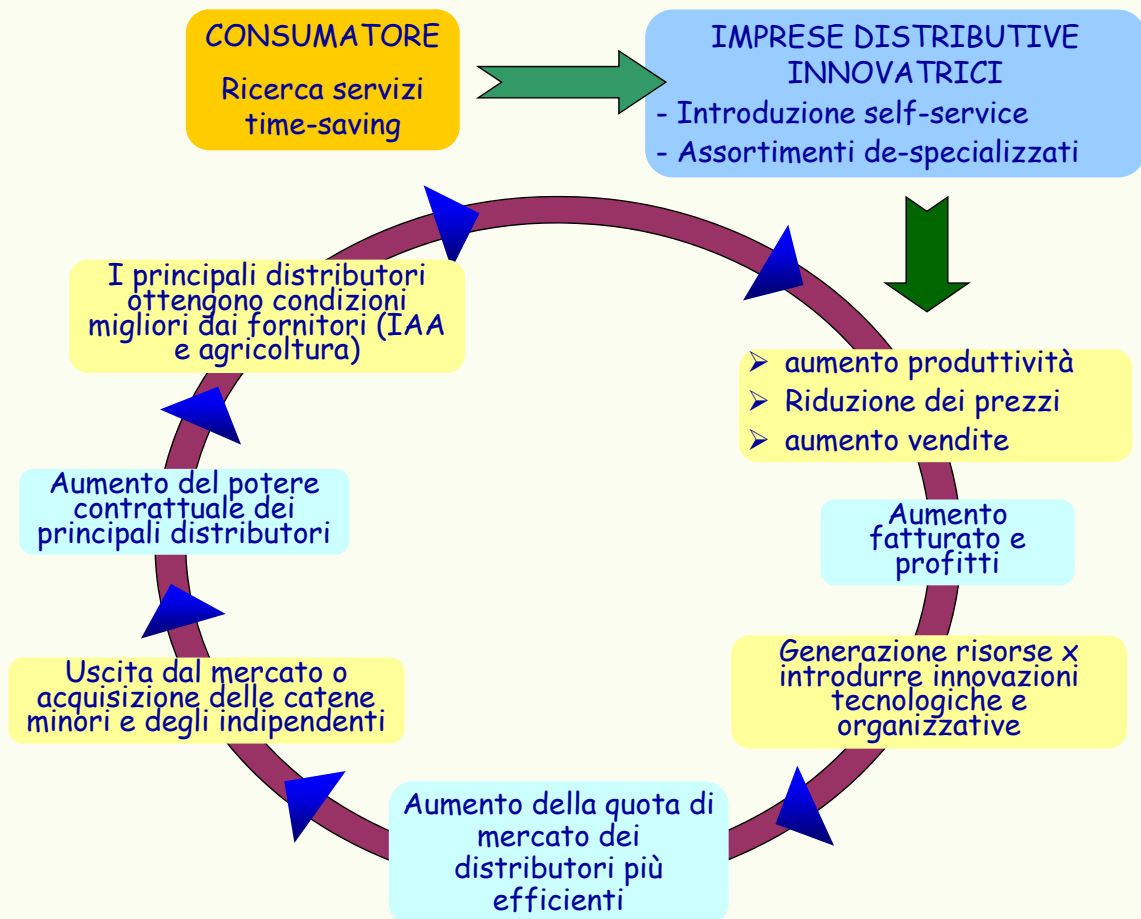 CONSUMATORE
Ricerca servizi
time-saving
IMPRESE DISTRIBUTIVE
INNOVATRICI
- Introduzione self-service
- Assortimenti de-specializzati
➢ aumento produttività
➢ Riduzione dei prezzi
➢ aumento vendite
Aumento
fatturato e
profitti
Generazione risorse x
introdurre innovazioni
tecnologiche e
organizzative
Aumento della quota di
mercato dei
distributori più
efficienti
Uscita dal mercato o
acquisizione delle catene
minori e degli indipendenti
Aumento del potere
contrattuale dei
principali distributori
I principali distributori
ottengono condizioni
migliori dai fornitori (IAA
e agricoltura)